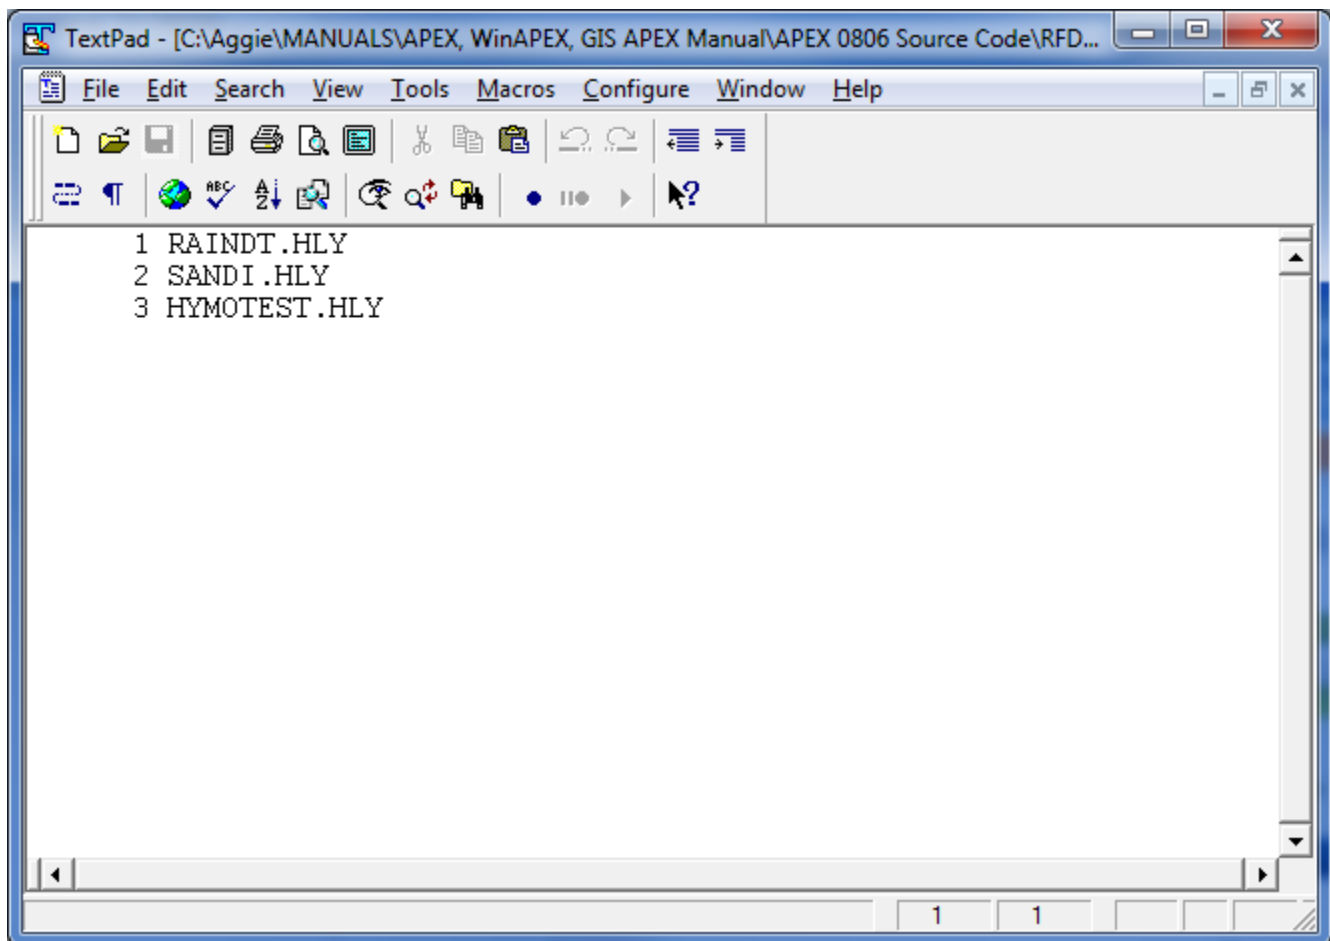 TextPad - [C:\Aggie\MANUALS\APEX, WinAPEX, GIS APEX Manual\APEX 0806 Source Code\RFD...
File Edit Search View Tools Macros Configure Window Help
1 RAINDT.HLY
2 SANDI.HLY
3 HYMOTEST.HLY
1 1